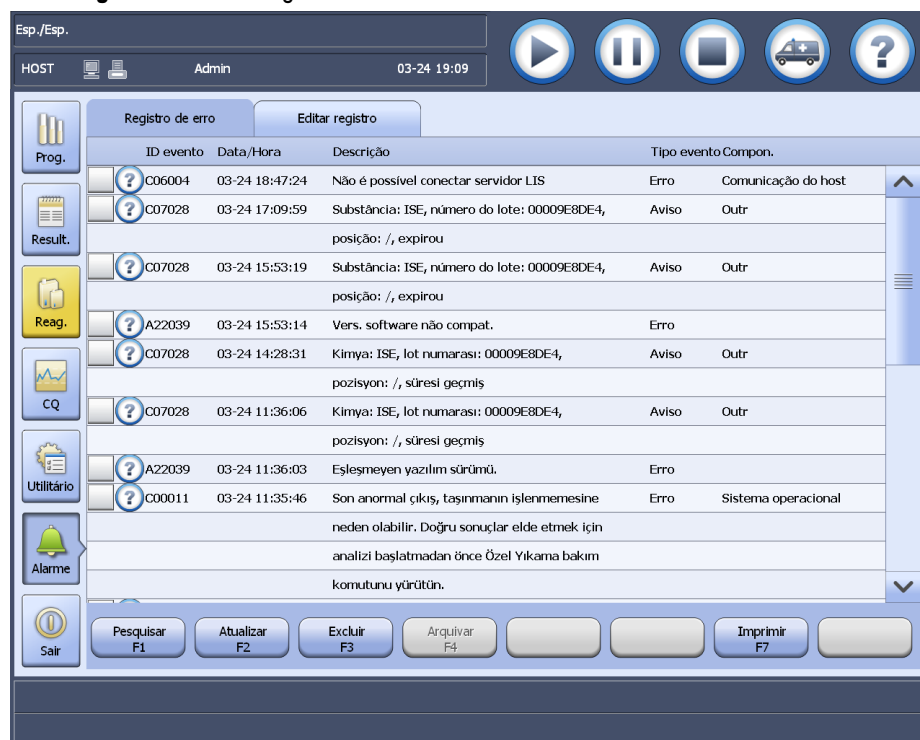 Esp./Esp.
HOST Admin 03-24 19:09
Registro de erro Editar registro
ID evento Data/Hora Descrição Tipo evento Compon.
C06004 03-24 18:47:24 Não é possível conectar servidor LIS Erro Comunicação do host
C07028 03-24 17:09:59 Substância: ISE, número do lote: 00009E8DE4, Aviso Outr
posição: /, expirou
C07028 03-24 15:53:19 Substância: ISE, número do lote: 00009E8DE4, Aviso Outr
posição: /, expirou
A22039 03-24 15:53:14 Vers. software não compat. Erro
C07028 03-24 14:28:31 Kimya: ISE, lot numarası: 00009E8DE4, Aviso Outr
pozisyon: /, süresi geçmiş
C07028 03-24 11:36:06 Kimya: ISE, lot numarası: 00009E8DE4, Aviso Outr
pozisyon: /, süresi geçmiş
A22039 03-24 11:36:03 Eşleşmeyen yazılım sürümü. Erro
C00011 03-24 11:35:46 Son anormal çıkış, taşınmanın işlenmemesine Erro Sistema operacional
neden olabilir. Doğru sonuçlar elde etmek için
analizi başlatmadan önce Özel Yıkama bakım
komutunu yürütün.
Prog.
Result.
Reag.
CQ
Utilitário
Alarme
Sair
Pesquisar F1
Atualizar F2
Excluir F3
Arquivar F4
Imprimir F7